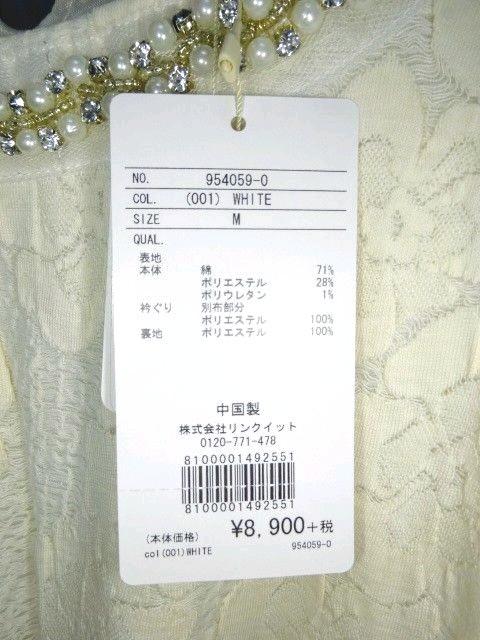 NO. 954059-0
COL. (001) WHITE
SIZE M
QUAL.
表地
本体 綿 71%
ポリエステル 28%
ポリウレタン 1%
衿ぐり 別布部分
ポリエステル 100%
裏地 ポリエステル 100%
中国製
株式会社リンクイット
0120-771-478
8100001492551
8100001492551
(本体価格) ¥8,900+税
col(001)WHITE 954059-0